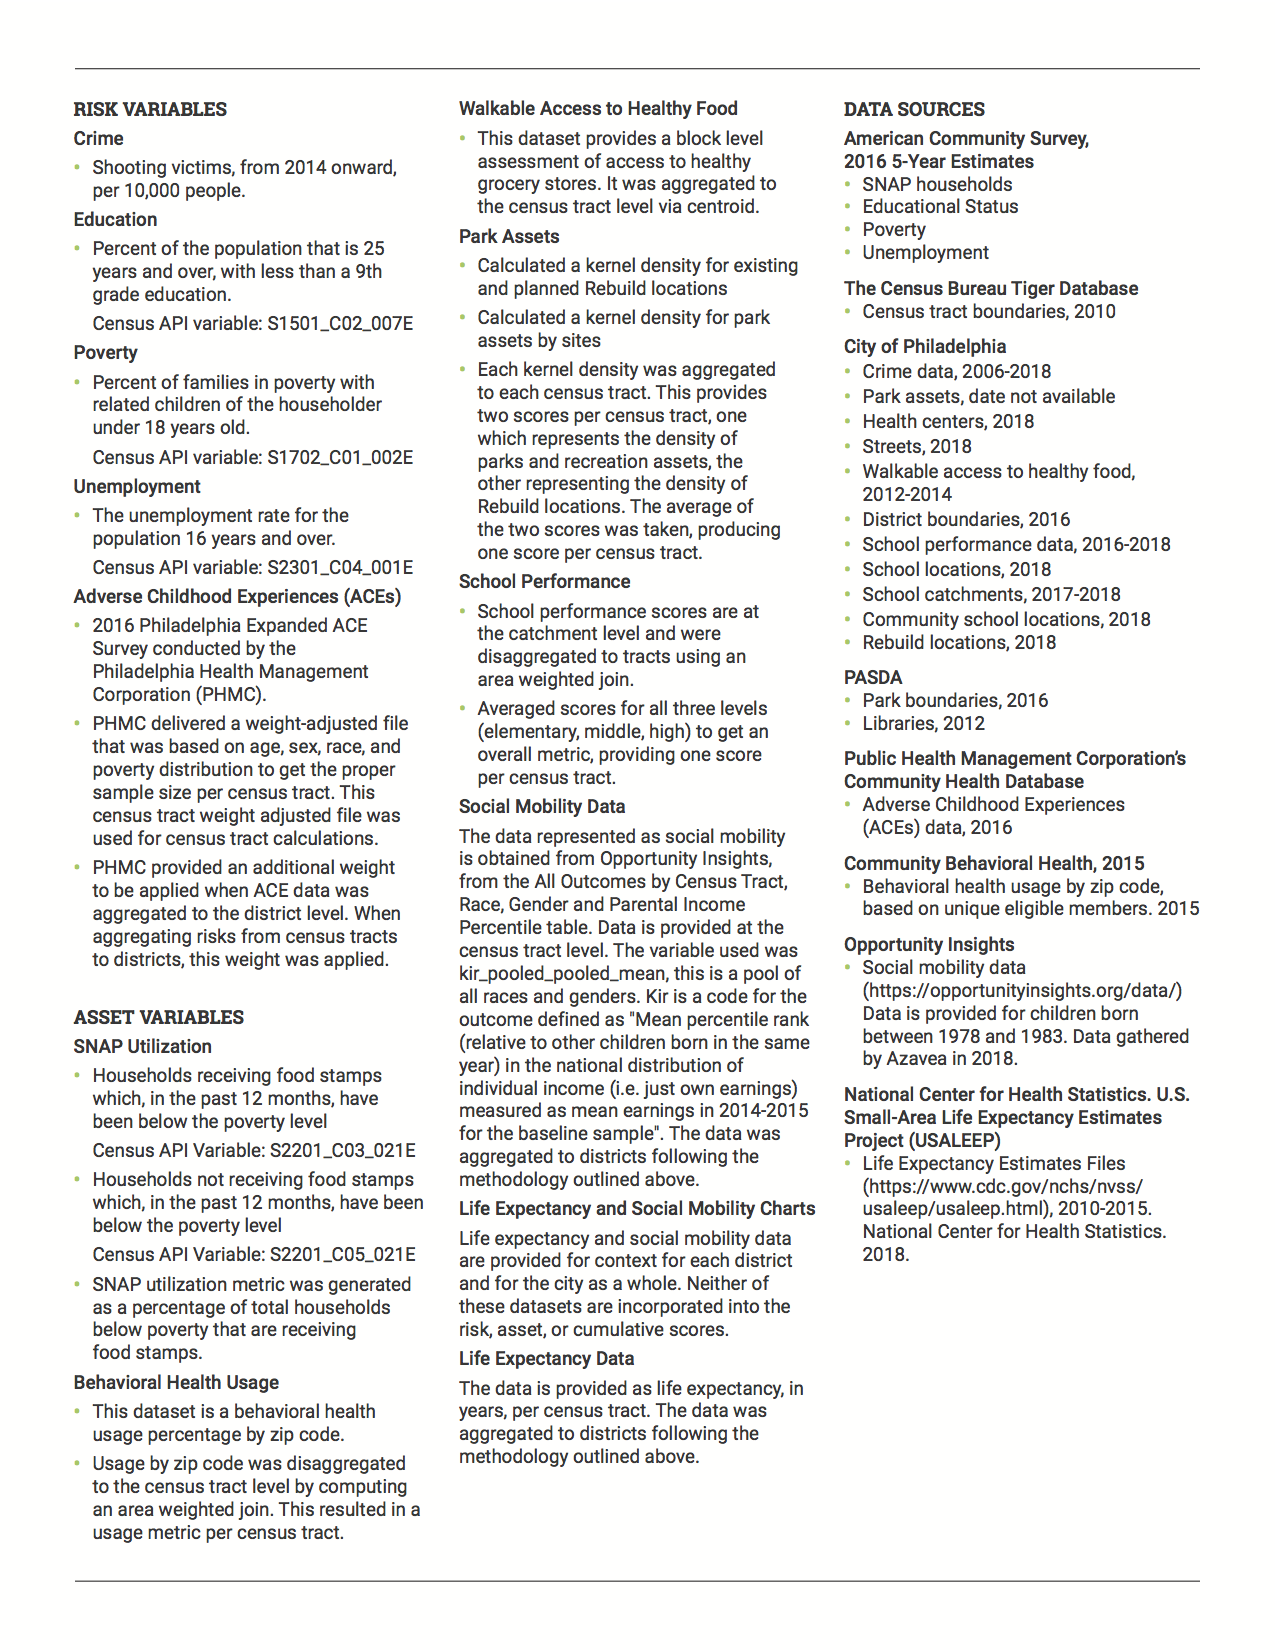 RISK VARIABLES
Crime
• Shooting victims, from 2014 onward,
per 10,000 people.
Education
• Percent of the population that is 25
years and over, with less than a 9th
grade education.
Census API variable: S1501_C02_007E
Poverty
• Percent of families in poverty with
related children of the householder
under 18 years old.
Census API variable: S1702_C01_002E
Unemployment
• The unemployment rate for the
population 16 years and over.
Census API variable: S2301_C04_001E
Adverse Childhood Experiences (ACEs)
• 2016 Philadelphia Expanded ACE
Survey conducted by the
Philadelphia Health Management
Corporation (PHMC).
• PHMC delivered a weight-adjusted file
that was based on age, sex, race, and
poverty distribution to get the proper
sample size per census tract. This
census tract weight adjusted file was
used for census tract calculations.
• PHMC provided an additional weight
to be applied when ACE data was
aggregated to the district level. When
aggregating risks from census tracts
to districts, this weight was applied.
ASSET VARIABLES
SNAP Utilization
• Households receiving food stamps
which, in the past 12 months, have
been below the poverty level
Census API Variable: S2201_C03_021E
• Households not receiving food stamps
which, in the past 12 months, have been
below the poverty level
Census API Variable: S2201_C05_021E
• SNAP utilization metric was generated
as a percentage of total households
below poverty that are receiving
food stamps.
Behavioral Health Usage
• This dataset is a behavioral health
usage percentage by zip code.
• Usage by zip code was disaggregated
to the census tract level by computing
an area weighted join. This resulted in a
usage metric per census tract.
Walkable Access to Healthy Food
• This dataset provides a block level
assessment of access to healthy
grocery stores. It was aggregated to
the census tract level via centroid.
Park Assets
• Calculated a kernel density for existing
and planned Rebuild locations
• Calculated a kernel density for park
assets by sites
• Each kernel density was aggregated
to each census tract. This provides
two scores per census tract, one
which represents the density of
parks and recreation assets, the
other representing the density of
Rebuild locations. The average of
the two scores was taken, producing
one score per census tract.
School Performance
• School performance scores are at
the catchment level and were
disaggregated to tracts using an
area weighted join.
• Averaged scores for all three levels
(elementary, middle, high) to get an
overall metric, providing one score
per census tract.
Social Mobility Data
The data represented as social mobility
is obtained from Opportunity Insights,
from the All Outcomes by Census Tract,
Race, Gender and Parental Income
Percentile table. Data is provided at the
census tract level. The variable used was
kir_pooled_pooled_mean, this is a pool of
all races and genders. Kir is a code for the
outcome defined as "Mean percentile rank
(relative to other children born in the same
year) in the national distribution of
individual income (i.e. just own earnings)
measured as mean earnings in 2014-2015
for the baseline sample". The data was
aggregated to districts following the
methodology outlined above.
Life Expectancy and Social Mobility Charts
Life expectancy and social mobility data
are provided for context for each district
and for the city as a whole. Neither of
these datasets are incorporated into the
risk, asset, or cumulative scores.
Life Expectancy Data
The data is provided as life expectancy, in
years, per census tract. The data was
aggregated to districts following the
methodology outlined above.
DATA SOURCES
American Community Survey,
2016 5-Year Estimates
• SNAP households
• Educational Status
• Poverty
• Unemployment
The Census Bureau Tiger Database
• Census tract boundaries, 2010
City of Philadelphia
• Crime data, 2006-2018
• Park assets, date not available
• Health centers, 2018
• Streets, 2018
• Walkable access to healthy food,
2012-2014
• District boundaries, 2016
• School performance data, 2016-2018
• School locations, 2018
• School catchments, 2017-2018
• Community school locations, 2018
• Rebuild locations, 2018
PASDA
• Park boundaries, 2016
• Libraries, 2012
Public Health Management Corporation’s
Community Health Database
• Adverse Childhood Experiences
(ACEs) data, 2016
Community Behavioral Health, 2015
• Behavioral health usage by zip code,
based on unique eligible members. 2015
Opportunity Insights
• Social mobility data
(https://opportunityinsights.org/data/)
Data is provided for children born
between 1978 and 1983. Data gathered
by Azavea in 2018.
National Center for Health Statistics. U.S.
Small-Area Life Expectancy Estimates
Project (USALEEP)
• Life Expectancy Estimates Files
(https://www.cdc.gov/nchs/nvss/
usaleep/usaleep.html), 2010-2015.
National Center for Health Statistics.
2018.